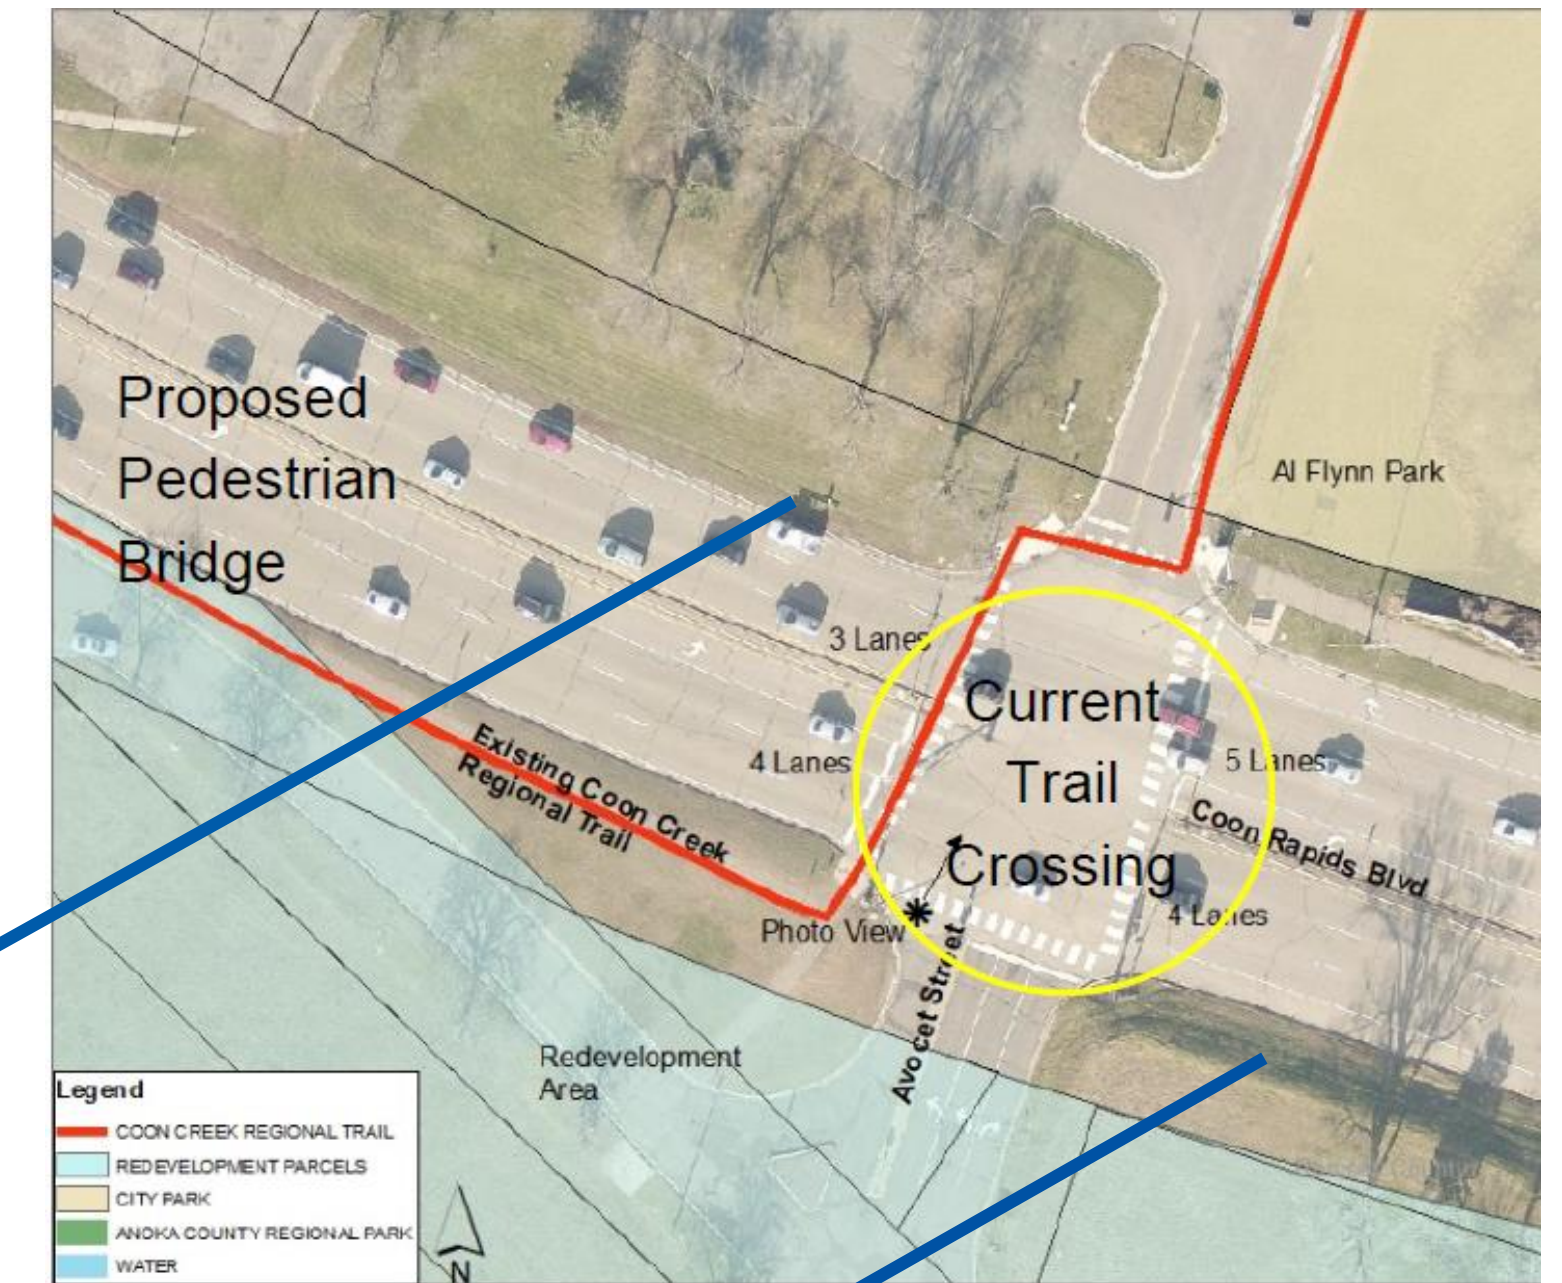 Proposed
Pedestrian
Bridge
Al Flynn Park
3 Lanes
Current
Trail
Crossing
4 Lanes
5 Lanes
Existing Coon Creek
Regional Trail
Coon Rapids Blvd
4 Lanes
Photo View
Avocet Street
Redevelopment
Area
Legend
COON CREEK REGIONAL TRAIL
REDEVELOPMENT PARCELS
CITY PARK
ANOKA COUNTY REGIONAL PARK
WATER
N